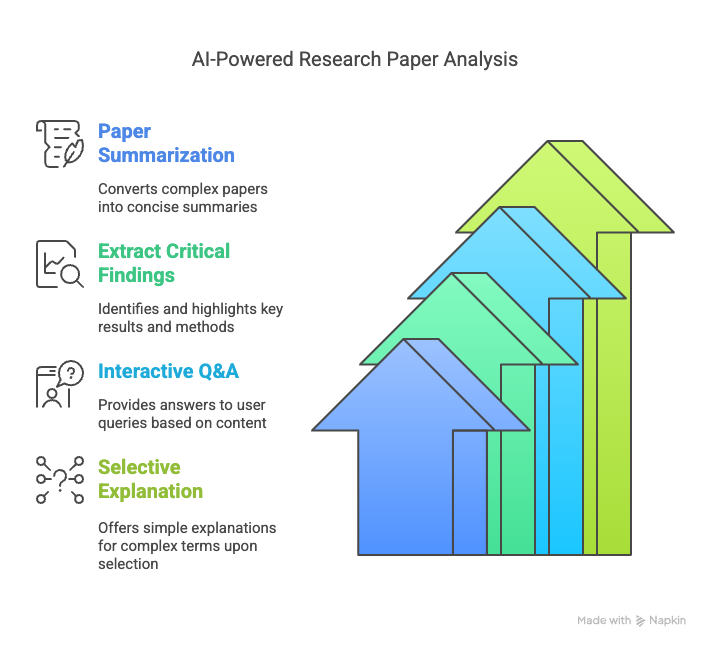 AI-Powered Research Paper Analysis
Paper
Summarization
Converts complex papers
into concise summaries
Extract Critical
Findings
Identifies and highlights key
results and methods
?
Interactive Q&A
Provides answers to user
queries based on content
?
Selective
Explanation
Offers simple explanations
for complex terms upon
selection
Made with Napkin